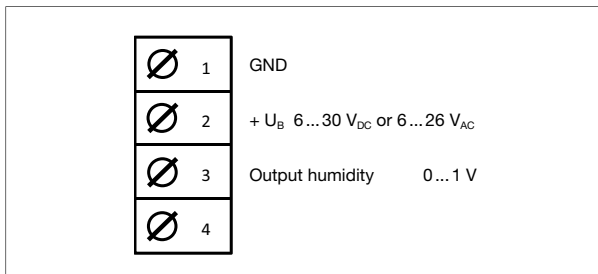 1 GND
2 + U_B 6...30 V_DC or 6...26 V_AC
3 Output humidity 0...1 V
4